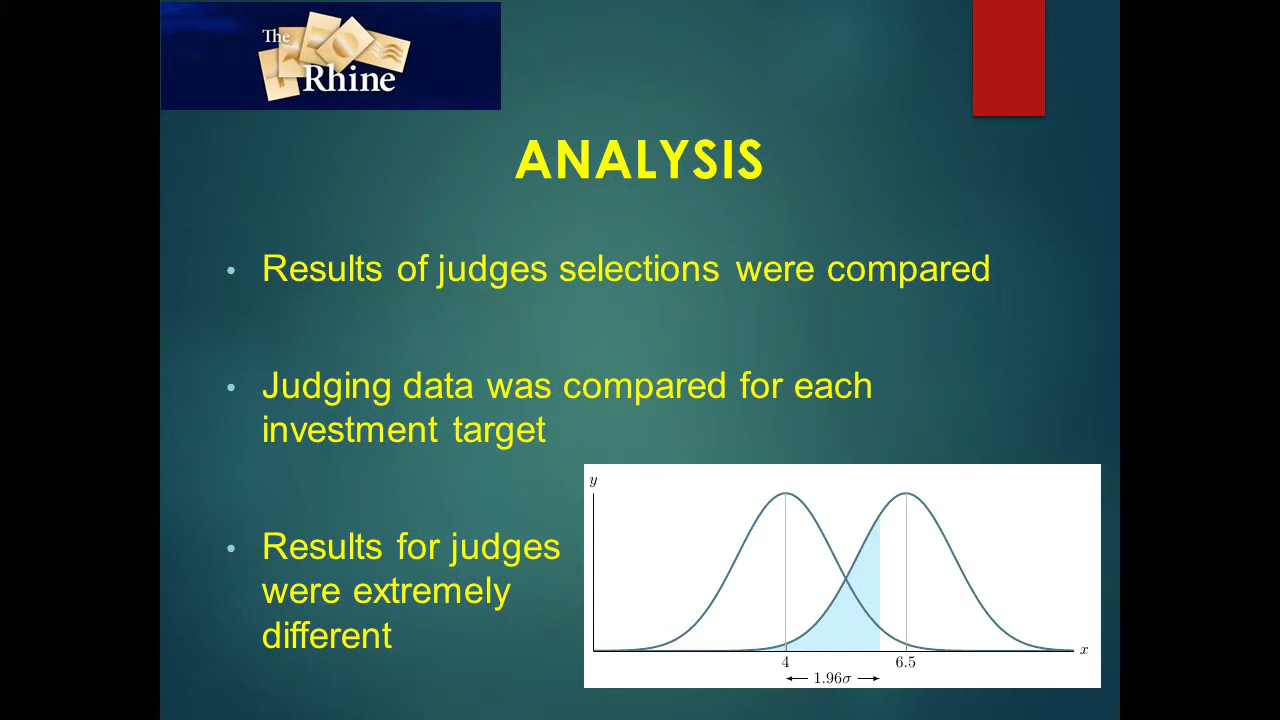 The
Rhine
ANALYSIS
• Results of judges selections were compared
• Judging data was compared for each
investment target
• Results for judges
were extremely
different
y
x
4
6.5
1.96σ